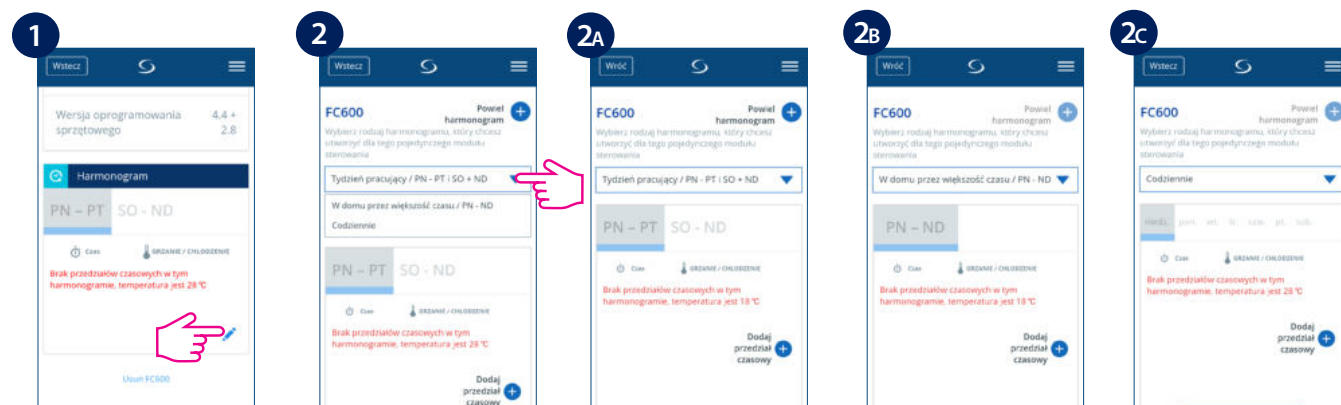 1
Wstecz
Wersja oprogramowania 4.4 +
sprzętowego 2.8
Harmonogram
PN – PT SO - ND
Czas GRZANIE / CHŁODZENIE
Brak przedziałów czasowych w tym
harmonogramie, temperatura jest 28 ℃
Usuń FC600
2
Wstecz
FC600
Powiel
harmonogram
Wybierz rodzaj harmonogramu, który chcesz
utworzyć dla tego pojedynczego modułu
sterowania
Tydzień pracujący / PN - PT i SO + ND
W domu przez większość czasu / PN - ND
Codziennie
PN – PT SO - ND
Czas GRZANIE / CHŁODZENIE
Brak przedziałów czasowych w tym
harmonogramie, temperatura jest 28 ℃
Dodaj
przedział
czasowy
2A
Wróć
FC600
Powiel
harmonogram
Wybierz rodzaj harmonogramu, który chcesz
utworzyć dla tego pojedynczego modułu
sterowania
Tydzień pracujący / PN - PT i SO + ND
PN – PT SO - ND
Czas GRZANIE / CHŁODZENIE
Brak przedziałów czasowych w tym
harmonogramie, temperatura jest 18 ℃
Dodaj
przedział
czasowy
2B
Wróć
FC600
Powiel
harmonogram
Wybierz rodzaj harmonogramu, który chcesz
utworzyć dla tego pojedynczego modułu
sterowania
W domu przez większość czasu / PN - ND
PN – ND
Czas GRZANIE / CHŁODZENIE
Brak przedziałów czasowych w tym
harmonogramie, temperatura jest 18 ℃
Dodaj
przedział
czasowy
2C
Wstecz
FC600
Powiel
harmonogram
Wybierz rodzaj harmonogramu, który chcesz
utworzyć dla tego pojedynczego modułu
sterowania
Codziennie
niedz. pon. wt. śr. czw. pt. sob.
Czas GRZANIE / CHŁODZENIE
Brak przedziałów czasowych w tym
harmonogramie, temperatura jest 28 ℃
Dodaj
przedział
czasowy